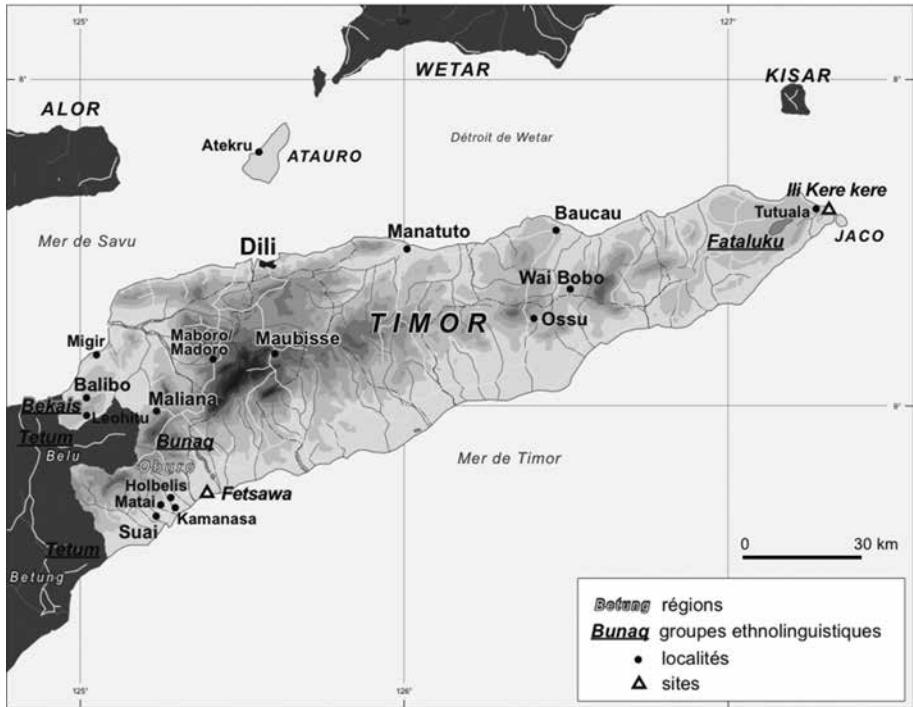 125°
127°
WETAR
8°
8°
KISAR
ALOR
Atekru
ATAURO
Détroit de Wetar
Ili Kere kere
Tutuala
JACO
Mer de Savu
Dili
Manatuto
Baucau
Fataluku
Wai Bobo
TIMOR
Ossu
Maboro/
Madoro
Maubisse
Migir
Balibo
Bekais
Leohitu
Maliana
9°
Tetum
Bunaq
Belu
Mer de Timor
Holbelis
Matai
Fetsawa
Kamanasa
Suai
Tetum
Betung
0
30 km
Betung régions
Bunaq groupes ethnolinguistiques
localités
sites
125°
126°
127°